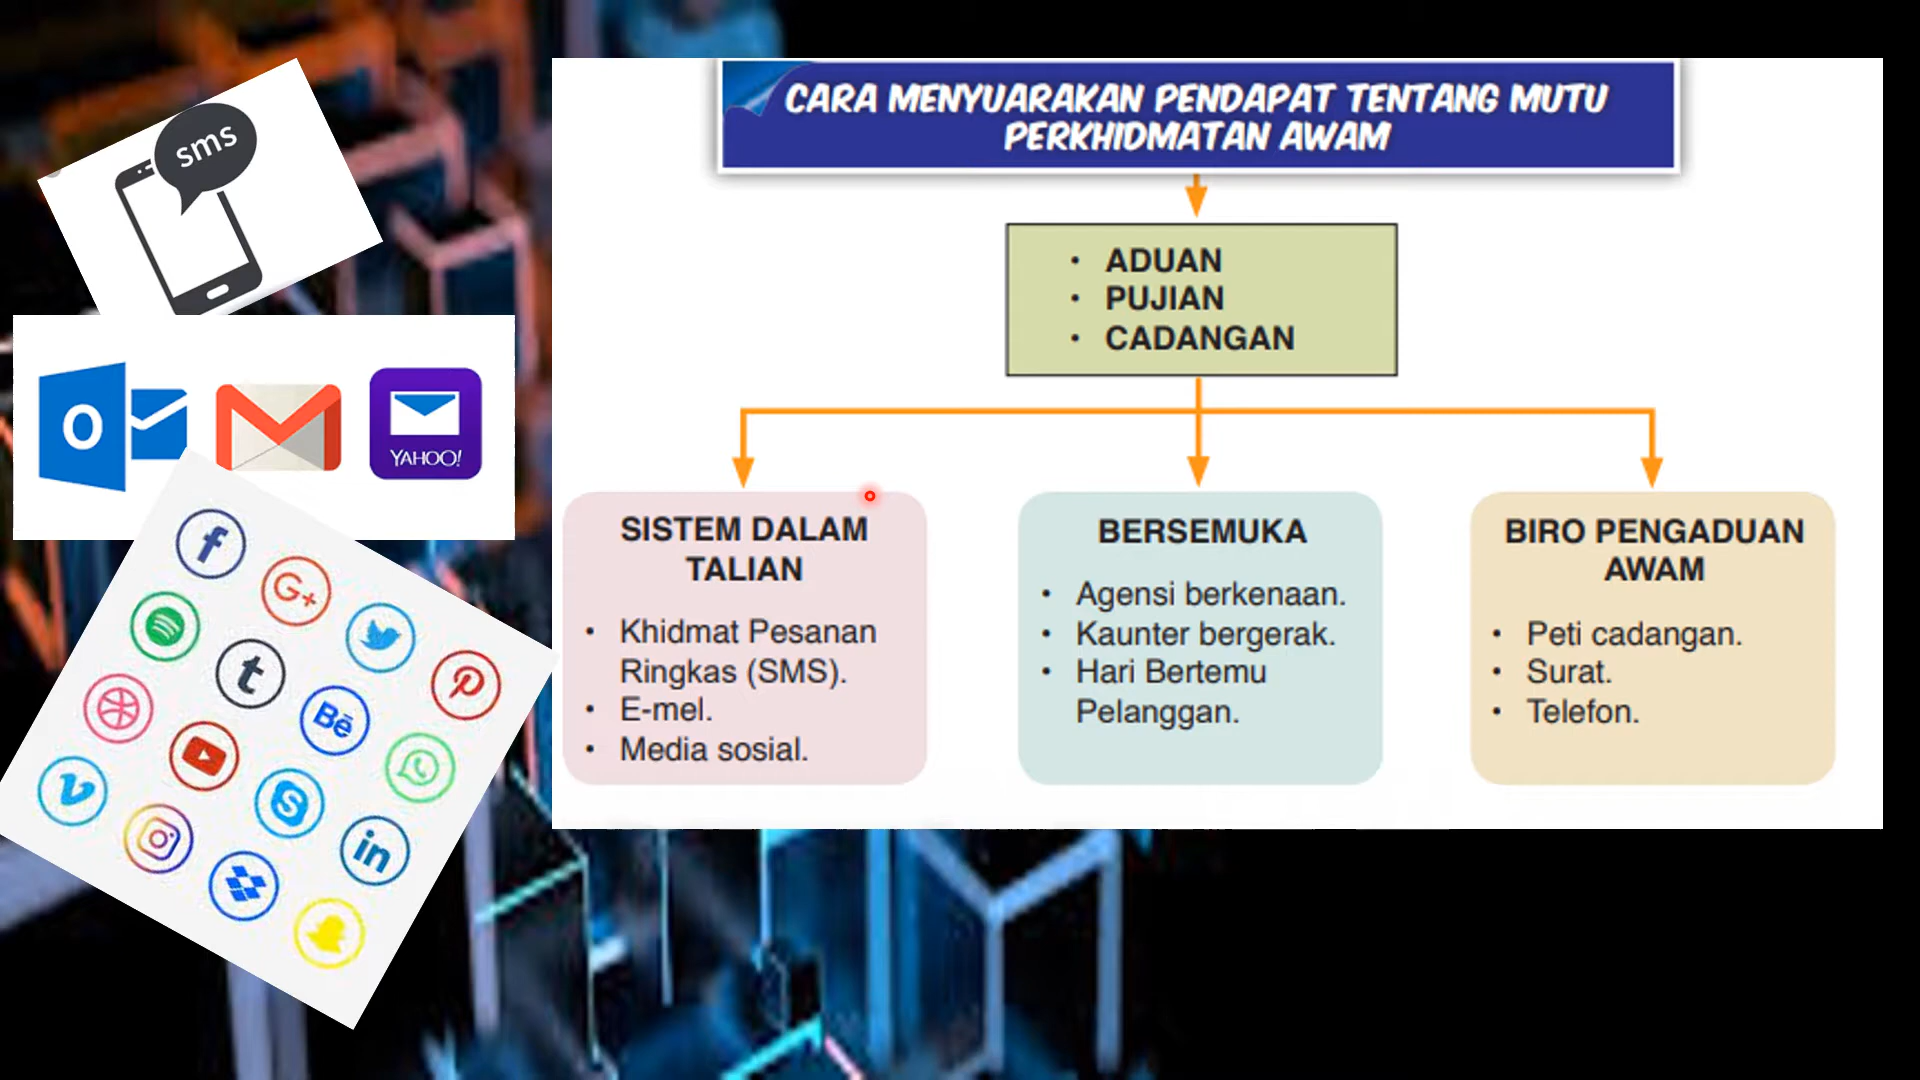 sms
YAHOO!
CARA MENYUARAKAN PENDAPAT TENTANG MUTU
PERKHIDMATAN AWAM
• ADUAN
• PUJIAN
• CADANGAN
SISTEM DALAM
TALIAN
• Khidmat Pesanan
Ringkas (SMS).
• E-mel.
• Media sosial.
BERSEMUKA
• Agensi berkenaan.
• Kaunter bergerak.
• Hari Bertemu
Pelanggan.
BIRO PENGADUAN
AWAM
• Peti cadangan.
• Surat.
• Telefon.